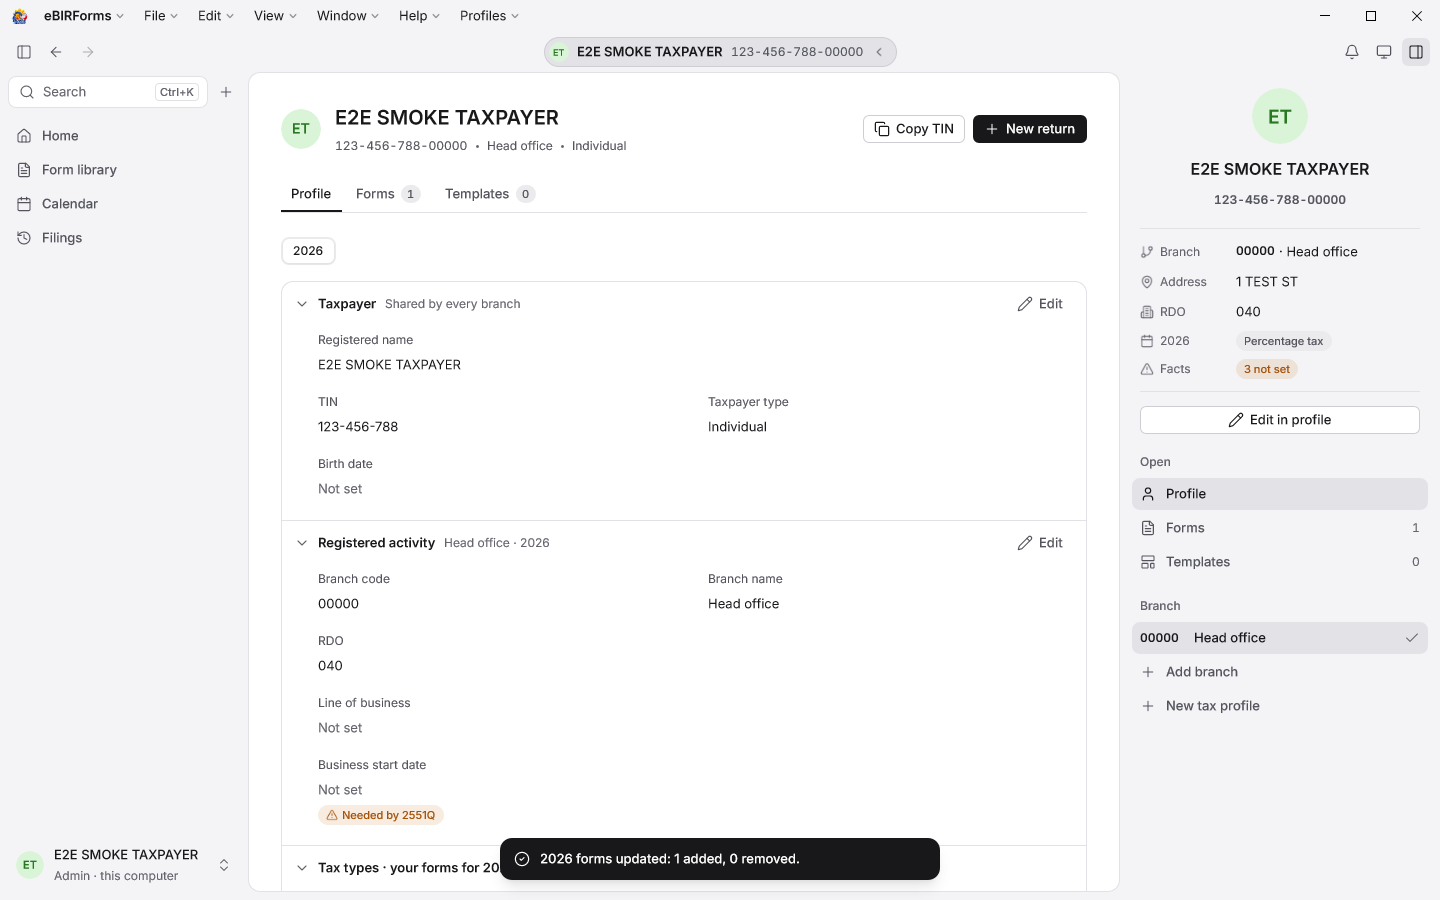 eBIRForms File Edit View Window Help Profiles
ET E2E SMOKE TAXPAYER 123-456-788-00000
Search Ctrl+K
Home
Form library
Calendar
Filings
ET E2E SMOKE TAXPAYER
Admin · this computer
ET
E2E SMOKE TAXPAYER
123-456-788-00000 • Head office • Individual
Copy TIN
New return
Profile Forms 1 Templates 0
2026
Taxpayer Shared by every branch Edit
Registered name
E2E SMOKE TAXPAYER
TIN Taxpayer type
123-456-788 Individual
Birth date
Not set
Registered activity Head office · 2026 Edit
Branch code Branch name
00000 Head office
RDO
040
Line of business
Not set
Business start date
Not set
Needed by 2551Q
Tax types · your forms for 20
2026 forms updated: 1 added, 0 removed.
ET
E2E SMOKE TAXPAYER
123-456-788-00000
Branch 00000 · Head office
Address 1 TEST ST
RDO 040
2026 Percentage tax
Facts 3 not set
Edit in profile
Open
Profile
Forms 1
Templates 0
Branch
00000 Head office
Add branch
New tax profile